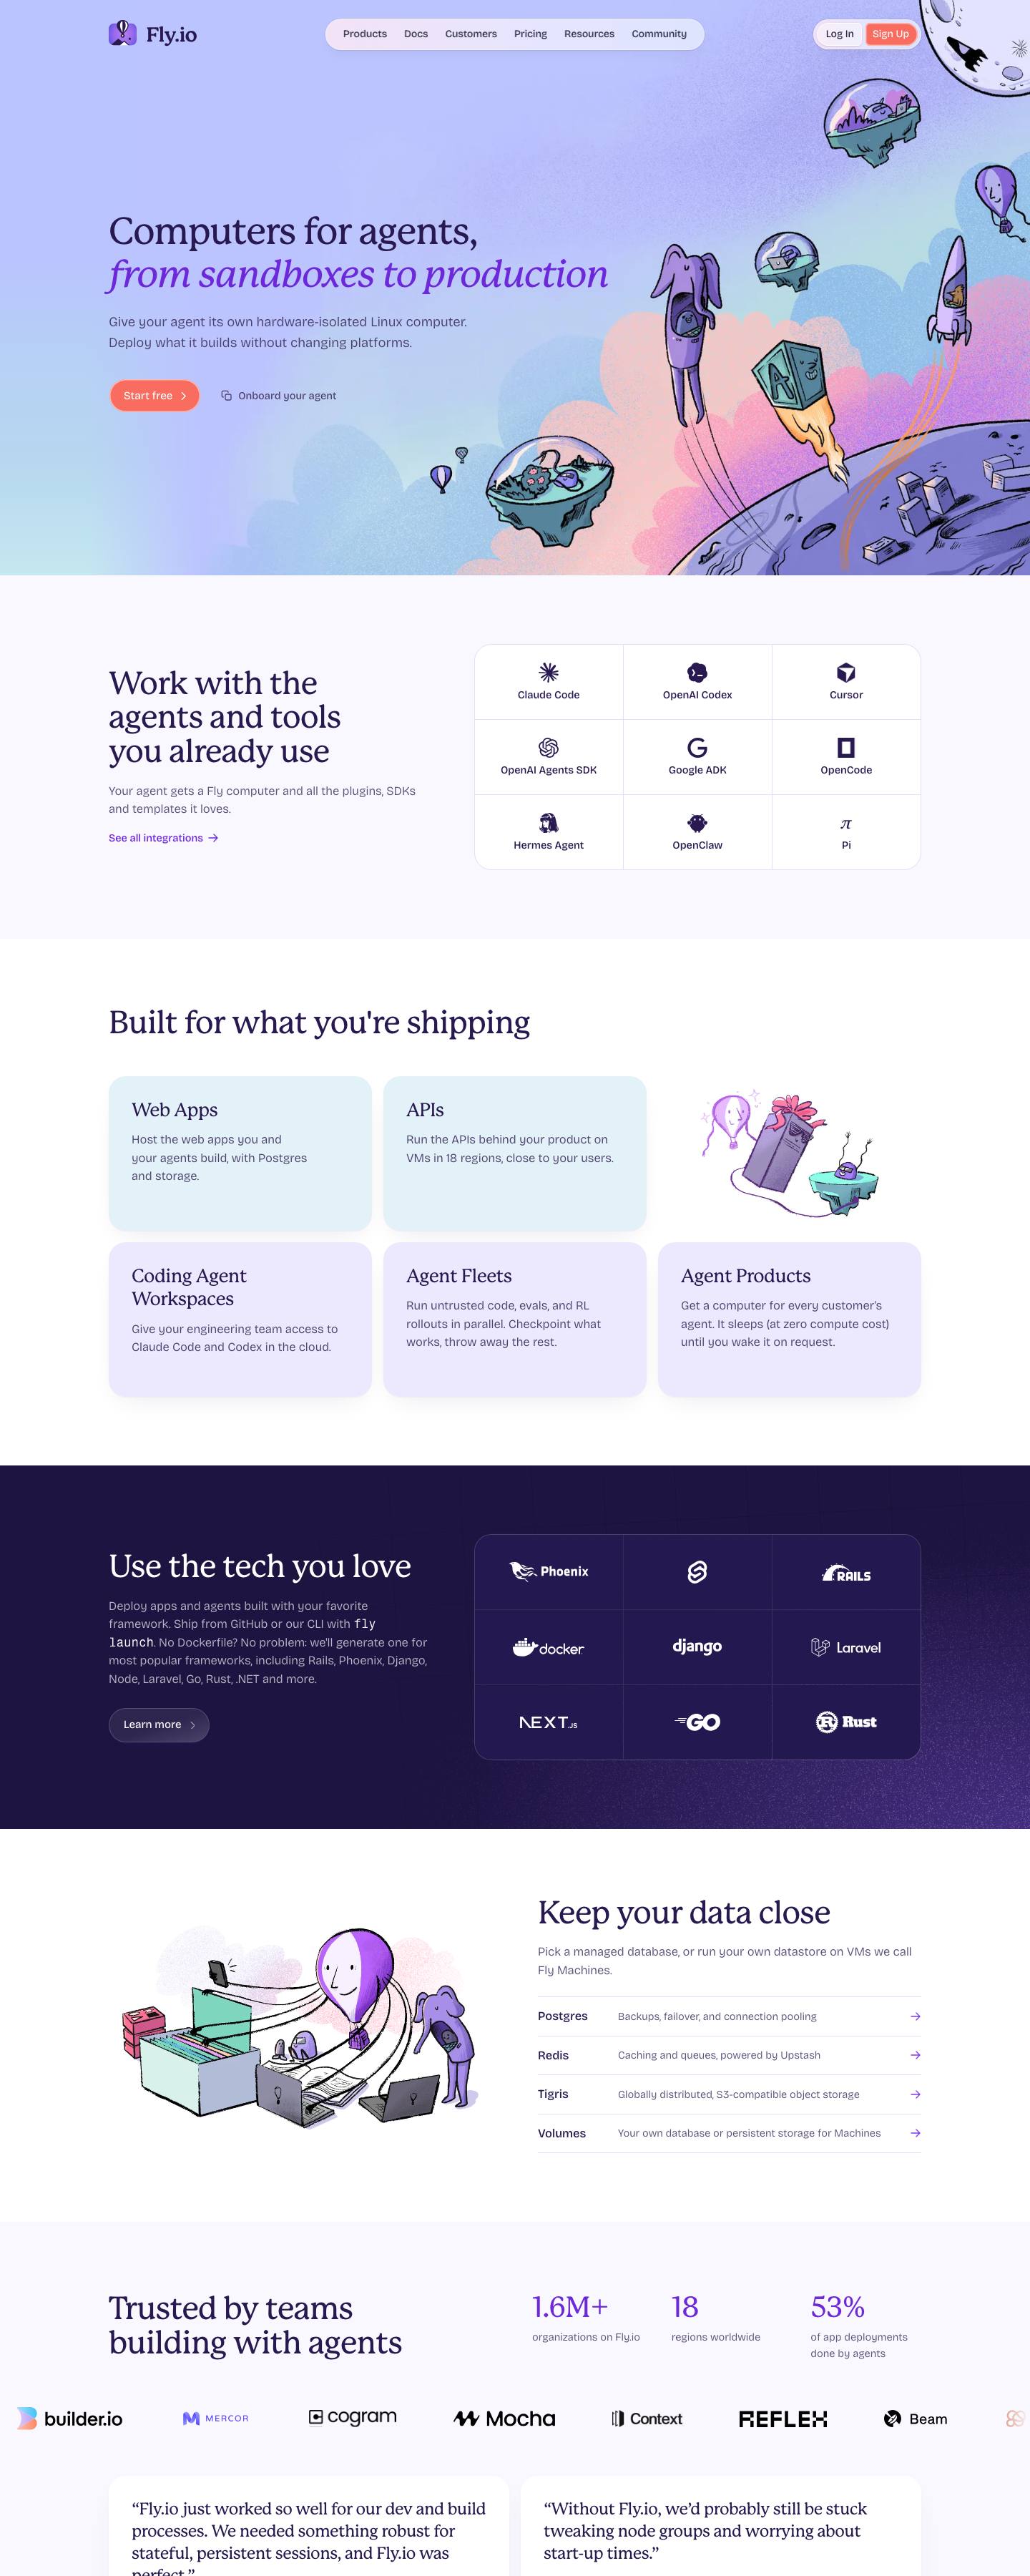 Fly.io
Products Docs Customers Pricing Resources Community
Log In Sign Up
Computers for agents,
from sandboxes to production
Give your agent its own hardware-isolated Linux computer.
Deploy what it builds without changing platforms.
Start free
Onboard your agent
A
Work with the
agents and tools
you already use
Your agent gets a Fly computer and all the plugins, SDKs
and templates it loves.
See all integrations
Claude Code
OpenAI Codex
Cursor
OpenAI Agents SDK
Google ADK
OpenCode
Hermes Agent
OpenClaw
π
Pi
Built for what you're shipping
Web Apps
Host the web apps you and
your agents build, with Postgres
and storage.
APIs
Run the APIs behind your product on
VMs in 18 regions, close to your users.
Coding Agent
Workspaces
Give your engineering team access to
Claude Code and Codex in the cloud.
Agent Fleets
Run untrusted code, evals, and RL
rollouts in parallel. Checkpoint what
works, throw away the rest.
Agent Products
Get a computer for every customer's
agent. It sleeps (at zero compute cost)
until you wake it on request.
Use the tech you love
Deploy apps and agents built with your favorite
framework. Ship from GitHub or our CLI with fly
launch. No Dockerfile? No problem: we'll generate one for
most popular frameworks, including Rails, Phoenix, Django,
Node, Laravel, Go, Rust, .NET and more.
Learn more
Phoenix
RAILS
docker
django
Laravel
NEXT.JS
GO
R Rust
Keep your data close
Pick a managed database, or run your own datastore on VMs we call
Fly Machines.
Postgres Backups, failover, and connection pooling
Redis Caching and queues, powered by Upstash
Tigris Globally distributed, S3-compatible object storage
Volumes Your own database or persistent storage for Machines
Trusted by teams
building with agents
1.6M+
organizations on Fly.io
18
regions worldwide
53%
of app deployments
done by agents
builder.io
MERCOR
cogram
Mocha
Context
REFLEX
Beam
“Fly.io just worked so well for our dev and build
processes. We needed something robust for
stateful, persistent sessions, and Fly.io was
perfect.”
“Without Fly.io, we’d probably still be stuck
tweaking node groups and worrying about
start-up times.”